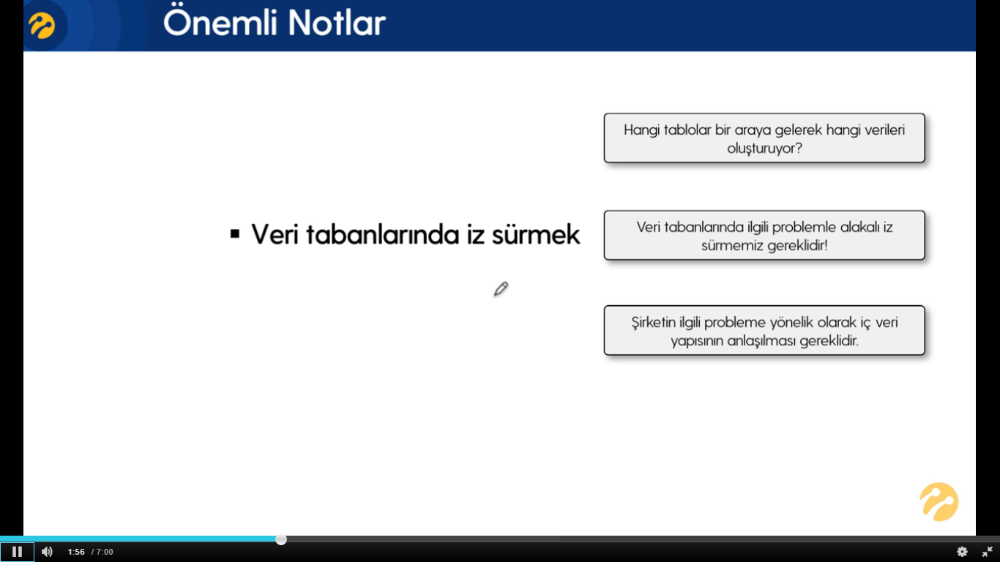 Önemli Notlar
Hangi tablolar bir araya gelerek hangi verileri
oluşturuyor?
▪ Veri tabanlarında iz sürmek
Veri tabanlarında ilgili problemle alakalı iz
sürmemiz gereklidir!
Şirketin ilgili probleme yönelik olarak iç veri
yapısının anlaşılması gereklidir.
1:56 / 7:00